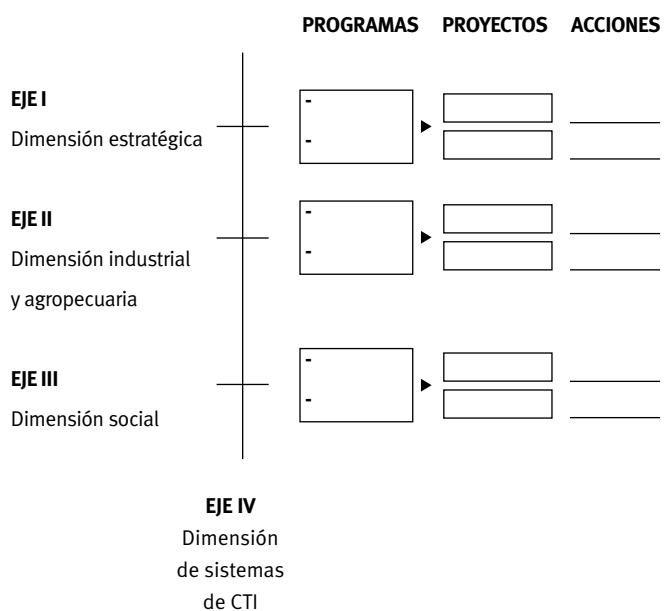 PROGRAMAS PROYECTOS ACCIONES
EJE I
Dimensión estratégica
-
-
EJE II
Dimensión industrial
y agropecuaria
-
-
EJE III
Dimensión social
-
-
EJE IV
Dimensión
de sistemas
de CTI